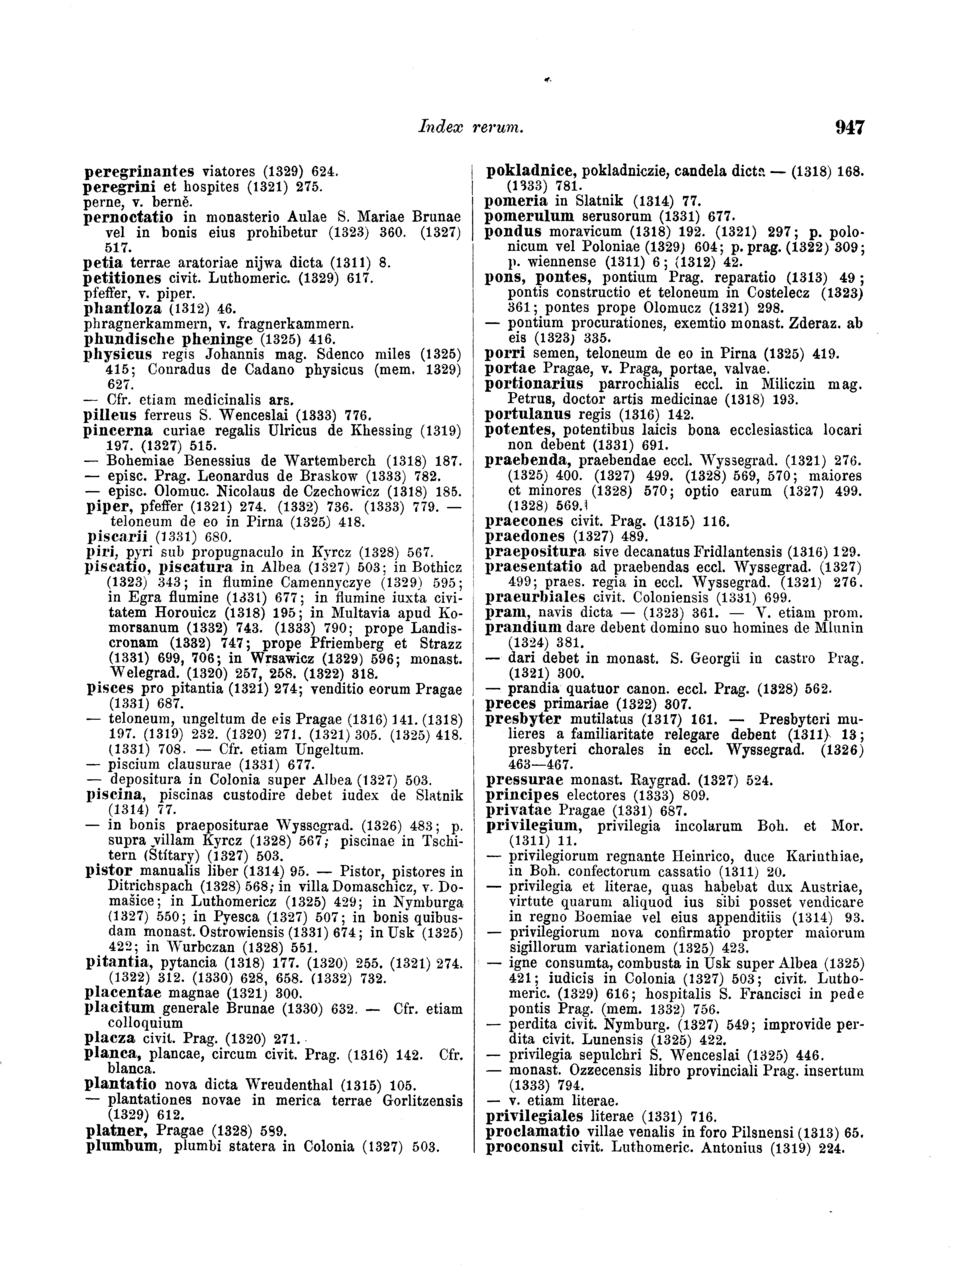 Index rerum.
947
peregrinantes viatores (1329) 624.
peregrini et hospites (1321) 275.
perne, v. berně.
pernoctatio in monasterio Aulae S. Mariae Brunae
vel in bonis eius prohibetur (1323) 360. (1327)
517.
petia terrae aratoriae nijwa dicta (1311) 8.
petitiones civit. Luthomeric. (1329) 617.
pfeffer, v. piper.
phantloza (1312) 46.
phragnerkammern, v. fragnerkammern.
phundische pheninge (1325) 416.
physicus regis Johannis mag. Sdenco miles (1325)
415; Conradus de Cadano physicus (mem. 1329)
627.
— Cfr. etiam medicinalis ars.
pilleus ferreus S. Wenceslai (1333) 776.
pincerna curiae regalis Ulricus de Khessing (1319)
197. (1327) 515.
— Bohemiae Benessius de Wartemberch (1318) 187.
— episc. Prag. Leonardus de Braskow (1333) 782.
— episc. Olomuc. Nicolaus de Czechowicz (1318) 185.
piper, pfeffer (1321) 274. (1332) 736. (1333) 779. —
teloneum de eo in Pirna (1325) 418.
piscarii (1331) 680.
piri, pyri sub propugnaculo in Kyrcz (1328) 567.
piscatio, piscatura in Albea (1327) 503; in Bothicz
(1323) 343; in flumine Camennyczye (1329) 595;
in Egra flumine (1331) 677; in flumine iuxta civi-
tatem Horouicz (1318) 195; in Multavia apud Ko-
morsanum (1332) 743. (1333) 790; prope Landis-
cronam (1332) 747; prope Pfriemberg et Strazz
(1331) 699, 706; in Wrsawicz (1329) 596; monast.
Welegrad. (1320) 257, 258. (1322) 318.
pisces pro pitantia (1321) 274; venditio eorum Pragae
(1331) 687.
— teloneum, ungeltum de eis Pragae (1316) 141. (1318)
197. (1319) 232. (1320) 271. (1321) 305. (1325) 418.
(1331) 708. — Cfr. etiam Ungeltum.
— piscium clausurae (1331) 677.
— depositura in Colonia super Albea (1327) 503.
piscina, piscinas custodire debet iudex de Slatnik
(1314) 77.
— in bonis praepositurae Wyssegrad. (1326) 483; p.
supra villam Kyrcz (1328) 567; piscinae in Tschi-
tern (Stítary) (1327) 503.
pistor manualis liber (1314) 95. — Pistor, pistores in
Ditrichspach (1328) 568; in villa Domaschicz, v. Do-
mašice; in Luthomericz (1325) 429; in Nymburga
(1327) 550; in Pyesca (1327) 507; in bonis quibus-
dam monast. Ostrowiensis (1331) 674; in Usk (1325)
422; in Wurbczan (1328) 551.
pitantia, pytancia (1318) 177. (1320) 255. (1321) 274.
(1322) 312. (1330) 628, 658. (1332) 732.
placentae magnae (1321) 300.
placitum generale Brunae (1330) 632. — Cfr. etiam
colloquium
placza civit. Prag. (1320) 271.
planca, plancae, circum civit. Prag. (1316) 142. Cfr.
blanca.
plantatio nova dicta Wreudenthal (1315) 105.
— plantationes novae in merica terrae Gorlitzensis
(1329) 612.
platner, Pragae (1328) 589.
plumbum, plumbi statera in Colonia (1327) 503.
pokladnice, pokladniczie, candela dicta — (1318) 168.
(1333) 781.
pomeria in Slatnik (1314) 77.
pomerulum serusorum (1331) 677.
pondus moravicum (1318) 192. (1321) 297; p. polo-
nicum vel Poloniae (1329) 604; p. prag. (1322) 309;
p. wiennense (1311) 6; (1312) 42.
pons, pontes, pontium Prag. reparatio (1313) 49;
pontis constructio et teloneum in Costelecz (1323)
361; pontes prope Olomucz (1321) 298.
— pontium procurationes, exemtio monast. Zderaz. ab
eis (1323) 335.
porri semen, teloneum de eo in Pirna (1325) 419.
portae Pragae, v. Praga, portae, valvae.
portionarius parrochialis eccl. in Miliczin mag.
Petrus, doctor artis medicinae (1318) 193.
portulanus regis (1316) 142.
potentes, potentibus laicis bona ecclesiastica locari
non debent (1331) 691.
praebenda, praebendae eccl. Wyssegrad. (1321) 276.
(1325) 400. (1327) 499. (1328) 569, 570; maiores
et minores (1328) 570; optio earum (1327) 499.
(1328) 569.
praecones civit. Prag. (1315) 116.
praedones (1327) 489.
praepositura sive decanatus Fridlantensis (1316) 129.
praesentatio ad praebendas eccl. Wyssegrad. (1327)
499; praes. regia in eccl. Wyssegrad. (1321) 276.
praeurbiales civit. Coloniensis (1331) 699.
pram, navis dicta — (1323) 361. — V. etiam prom.
prandium dare debent domino suo homines de Mlunin
(1324) 381.
— dari debet in monast. S. Georgii in castro Prag.
(1321) 300.
— prandia quatuor canon. eccl. Prag. (1328) 562.
preces primariae (1322) 307.
presbyter mutilatus (1317) 161. — Presbyteri mu-
lieres a familiaritate relegare debent (1311) 13;
presbyteri chorales in eccl. Wyssegrad. (1326)
463—467.
pressurae monast. Raygrad. (1327) 524.
principes electores (1333) 809.
privatae Pragae (1331) 687.
privilegium, privilegia incolarum Boh. et Mor.
(1311) 11.
— privilegiorum regnante Heinrico, duce Karinthiae,
in Boh. confectorum cassatio (1311) 20.
— privilegia et literae, quas habebat dux Austriae,
virtute quarum aliquod ius sibi posset vendicare
in regno Boemiae vel eius appenditiis (1314) 93.
— privilegiorum nova confirmatio propter maiorum
sigillorum variationem (1325) 423.
— igne consumta, combusta in Usk super Albea (1325)
421; iudicis in Colonia (1327) 503; civit. Lutho-
meric. (1329) 616; hospitalis S. Francisci in pede
pontis Prag. (mem. 1332) 756.
— perdita civit. Nymburg. (1327) 549; improvide per-
dita civit. Lunensis (1325) 422.
— privilegia sepulchri S. Wenceslai (1325) 446.
— monast. Ozzecensis libro provinciali Prag. insertum
(1333) 794.
— v. etiam literae.
privilegiales literae (1331) 716.
proclamatio villae venalis in foro Pilsnensi (1313) 65.
proconsul civit. Luthomeric. Antonius (1319) 224.